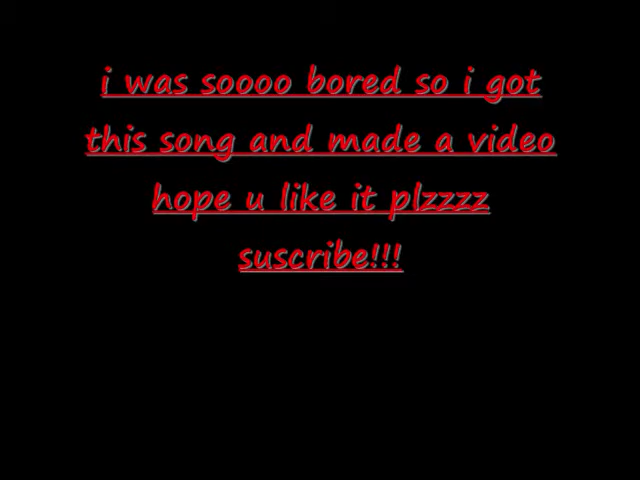 i was soooo bored so i got
this song and made a video
hope u like it plzzzz
suscribe!!!